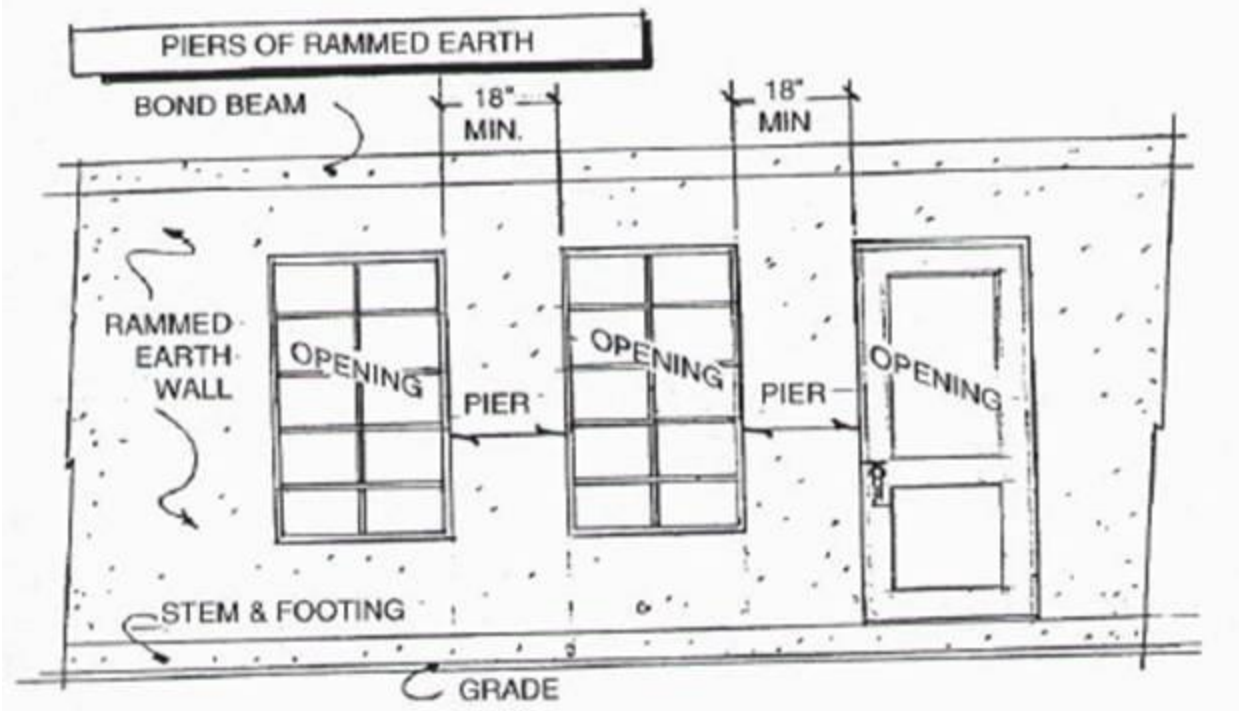 PIERS OF RAMMED EARTH
BOND BEAM
18"
MIN.
18"
MIN
RAMMED
EARTH
WALL
OPENING
OPENING
OPENING
PIER
PIER
STEM & FOOTING
GRADE